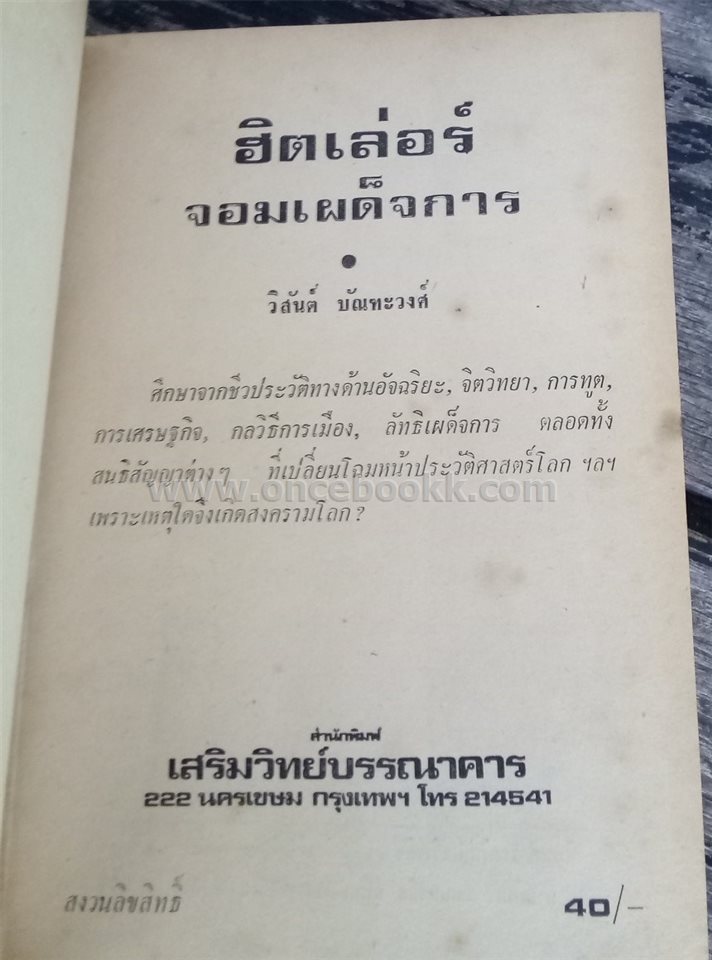 ฮิตเล่อร์
จอมเผด็จการ
●
วิสันต์ บัณฑะวงศ์
ศึกษาจากชีวประวัติทางด้านอัจฉริยะ, จิตวิทยา, การทูต,
การเศรษฐกิจ, กลวิธีการเมือง, ลัทธิเผด็จการ ตลอดทั้ง
สนธิสัญญาต่างๆ ที่เปลี่ยนโฉมหน้าประวัติศาสตร์โลก ฯลฯ
www.oncebookk.com
เพราะเหตุใดจึงเกิดสงครามโลก?
สำนักพิมพ์
เสริมวิทย์บรรณาคาร
222 นครเขษม กรุงเทพฯ โทร 214541
สงวนลิขสิทธิ์
40/-